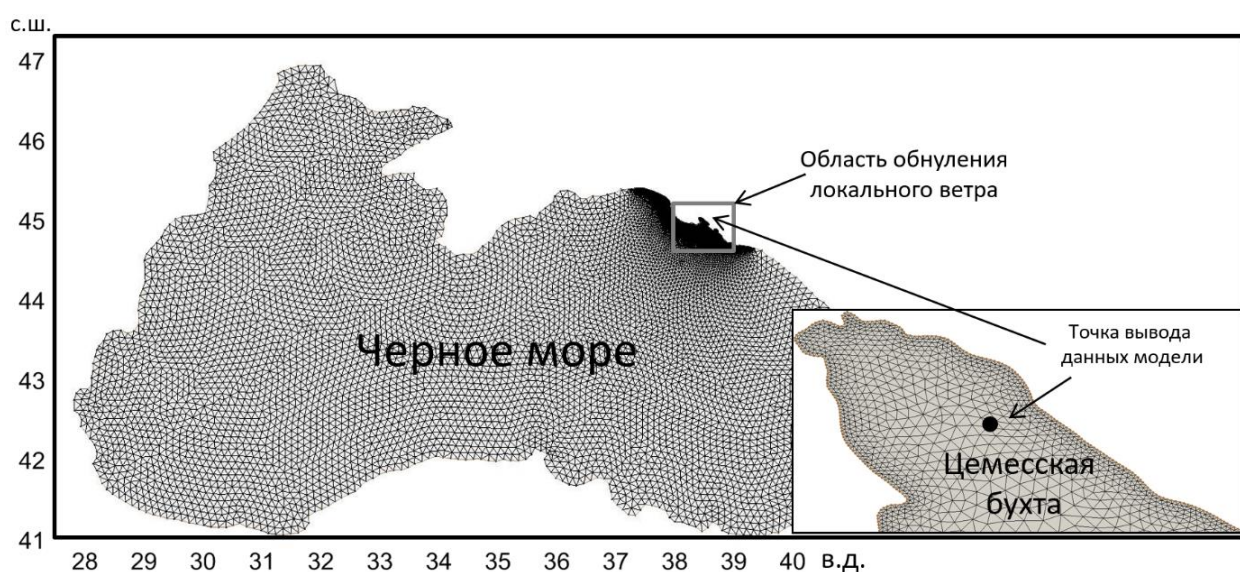 с.ш.
47
46
45
44
43
42
41
Область обнуления
локального ветра
Черное море
Точка вывода
данных модели
Цемесская
бухта
28 29 30 31 32 33 34 35 36 37 38 39 40 в.д.